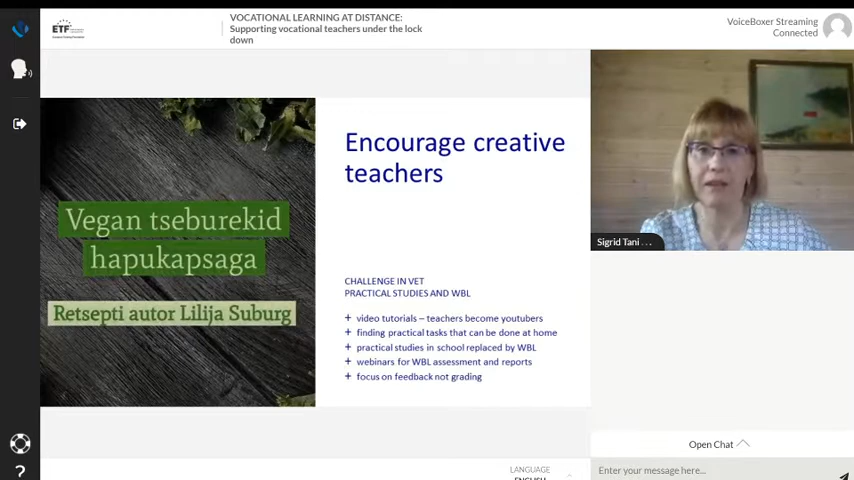 ETF
VOCATIONAL LEARNING AT DISTANCE:
Supporting vocational teachers under the lock
down
VoiceBoxer Streaming
Connected
Vegan tseburekid
hapukapsaga
Retsepti autor Lilija Suburg
Encourage creative
teachers
CHALLENGE IN VET
PRACTICAL STUDIES AND WBL
+ video tutorials – teachers become youtubers
+ finding practical tasks that can be done at home
+ practical studies in school replaced by WBL
+ webinars for WBL assessment and reports
+ focus on feedback not grading
Sigrid Tani ...
Open Chat
Enter your message here...
LANGUAGE
ENGLISH
?